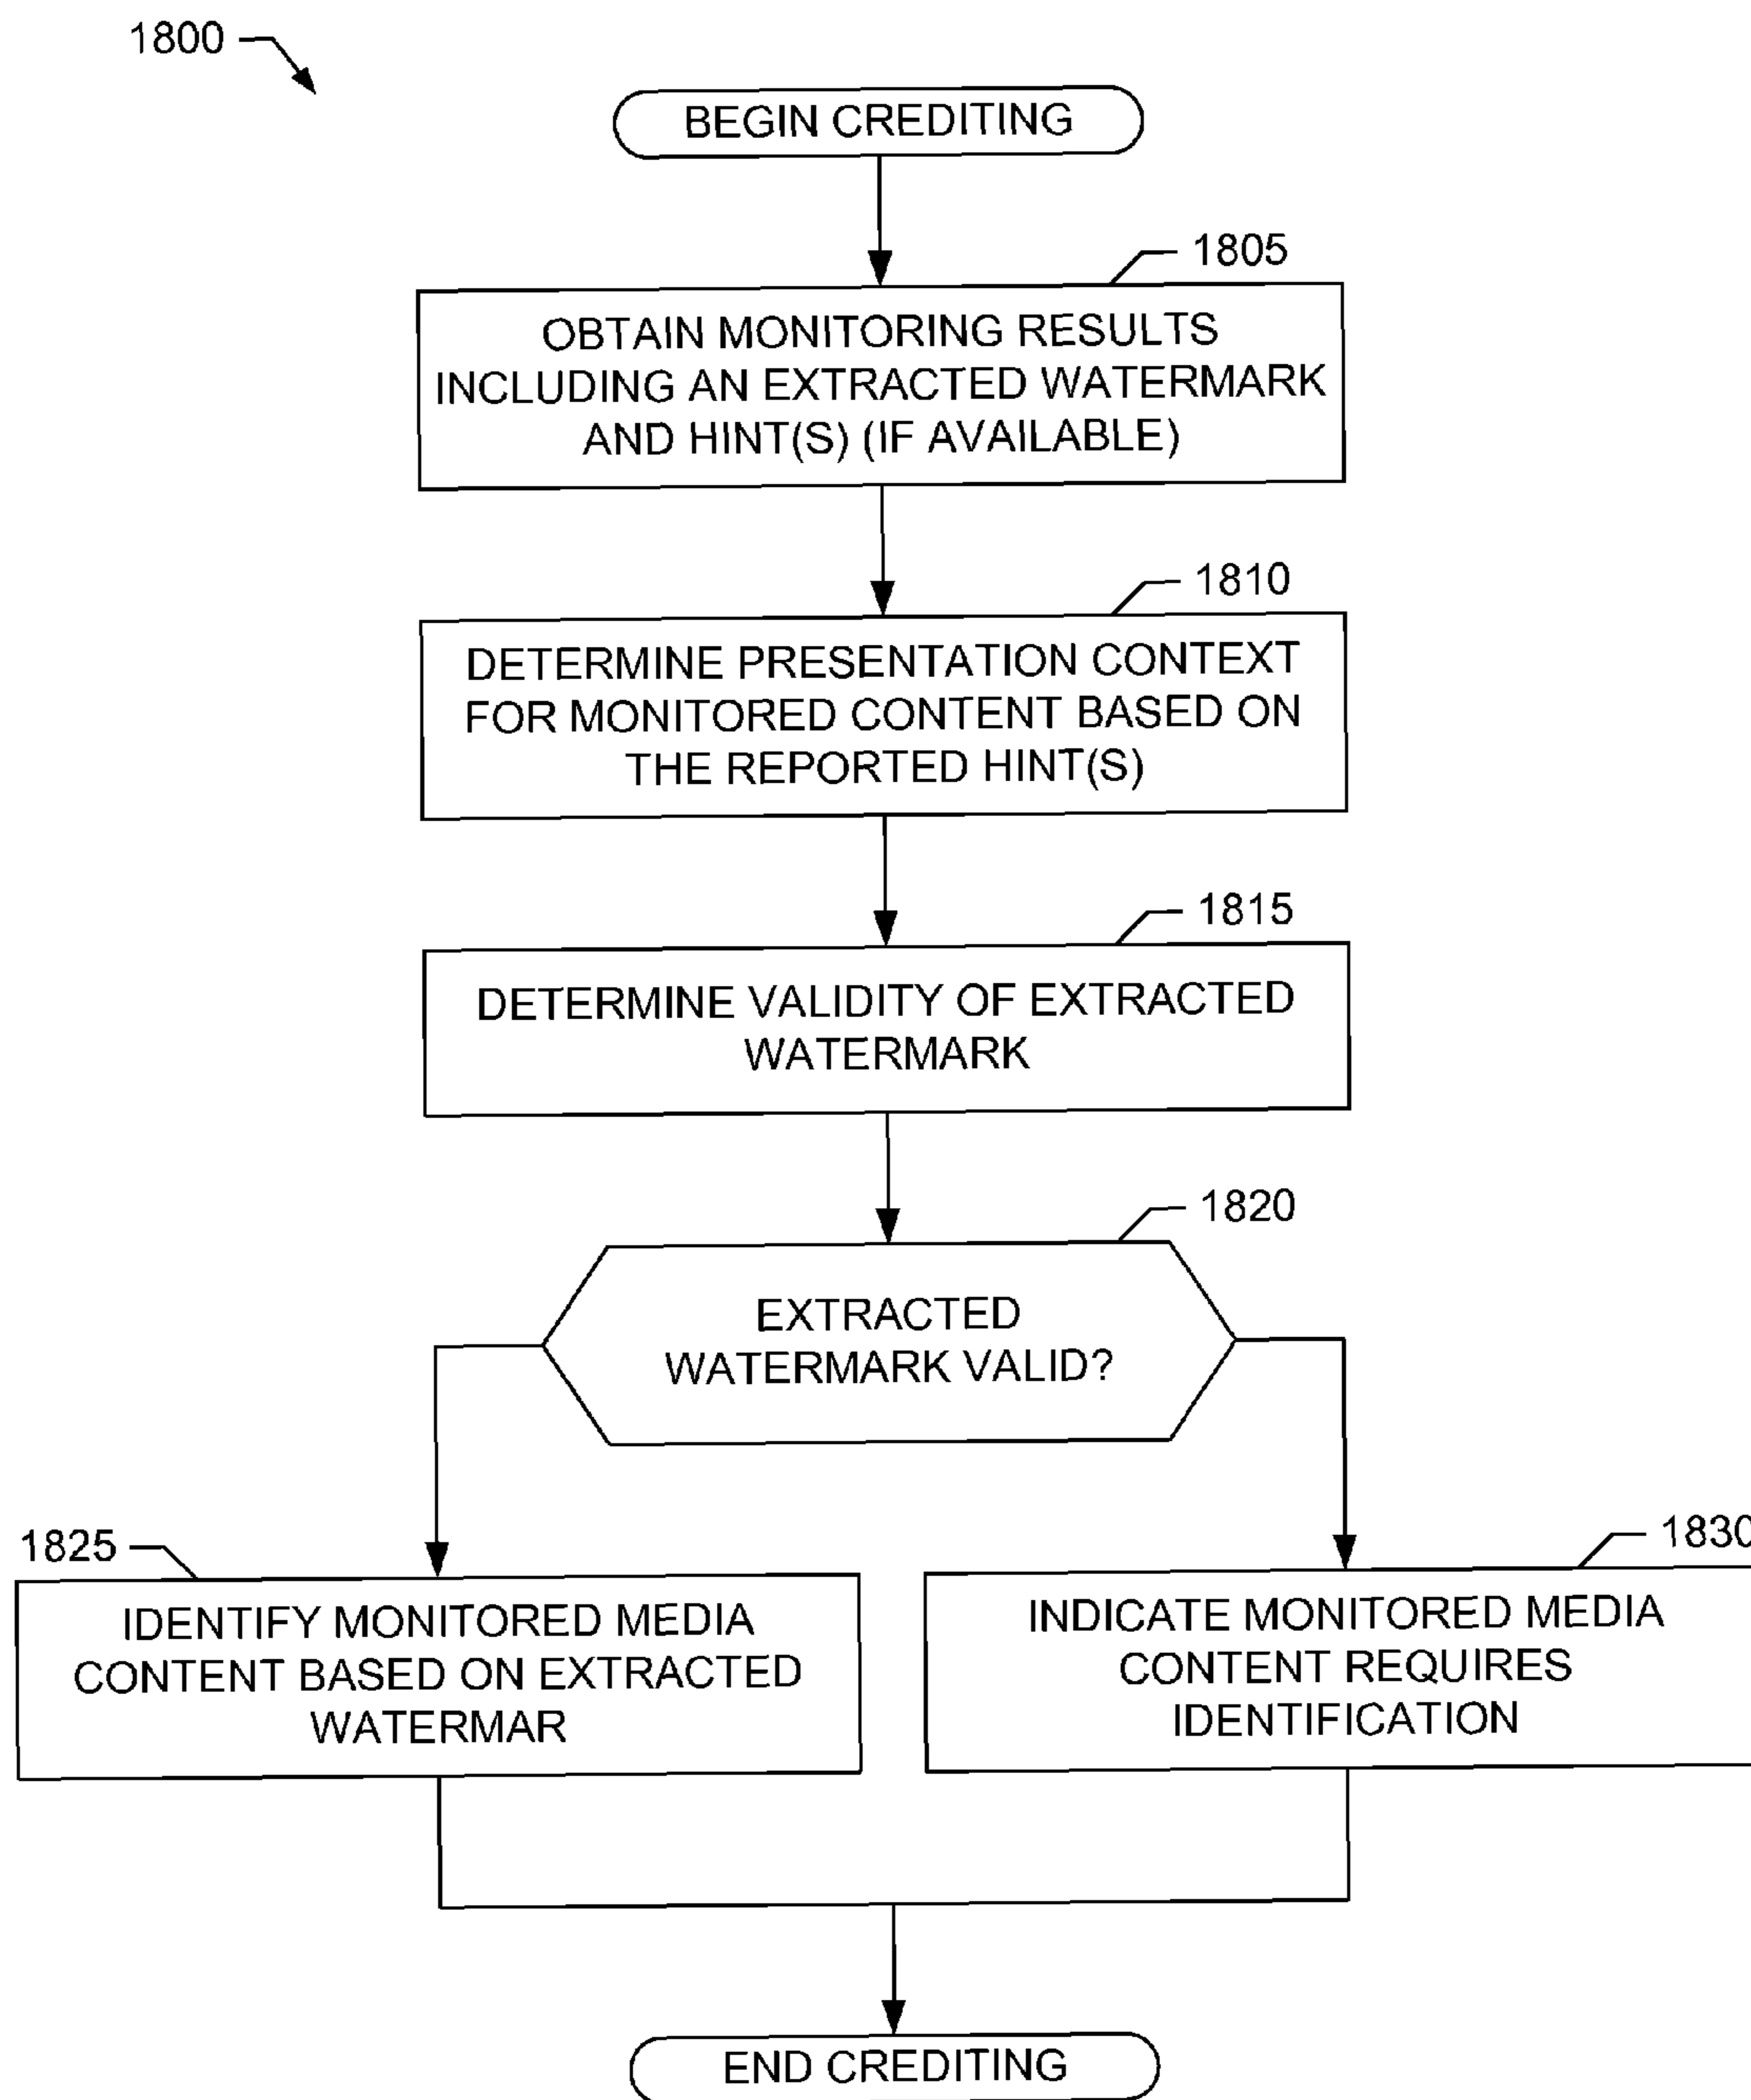 1800
BEGIN CREDITING
1805
OBTAIN MONITORING RESULTS
INCLUDING AN EXTRACTED WATERMARK
AND HINT(S) (IF AVAILABLE)
1810
DETERMINE PRESENTATION CONTEXT
FOR MONITORED CONTENT BASED ON
THE REPORTED HINT(S)
1815
DETERMINE VALIDITY OF EXTRACTED
WATERMARK
1820
EXTRACTED
WATERMARK VALID?
1825
IDENTIFY MONITORED MEDIA
CONTENT BASED ON EXTRACTED
WATERMAR
1830
INDICATE MONITORED MEDIA
CONTENT REQUIRES
IDENTIFICATION
END CREDITING